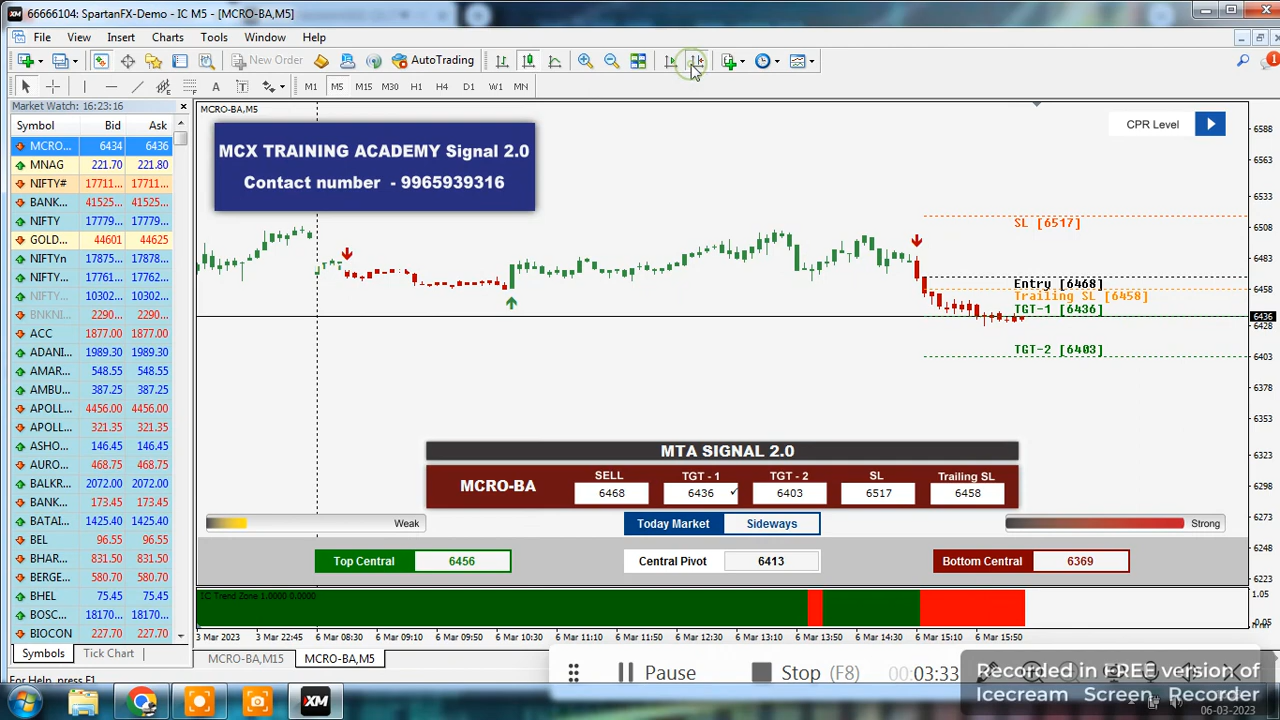 66666104: SpartanFX-Demo - IC M5] - [MCRO-BA,M5]
File View Insert Charts Tools Window Help
New Order AutoTrading
A T M1 M5 M15 M30 H1 H4 D1 W1 MN
Market Watch: 16:23:16
Symbol Bid Ask
MCRO... 6434 6436
MNAG 221.70 221.80
NIFTY# 17711... 17711...
BANK... 41525... 41525...
NIFTY 17779... 17779...
GOLD... 44601 44625
NIFTYn 17875... 17878...
NIFTY... 17761... 17762...
NIFTY... 10302... 10302...
BNKNI... 2290... 2290...
ACC 1877.00 1877.00
ADANI... 1989.30 1989.30
AMAR... 548.55 548.55
AMBU... 387.25 387.25
APOLL... 4456.00 4456.00
APOLL... 321.35 321.35
ASHO... 146.45 146.45
AURO... 468.75 468.75
BALKR... 2072.00 2072.00
BANK... 173.45 173.45
BATAI... 1425.40 1425.40
BEL 96.55 96.55
BHAR... 831.50 831.50
BERGE... 580.70 580.70
BHEL 75.45 75.45
BOSC... 18170... 18170...
BIOCON 227.70 227.70
Symbols Tick Chart
For Help, press F1
MCRO-BA,M5
MCX TRAINING ACADEMY Signal 2.0
Contact number - 9965939316
CPR Level
SL [6517]
Entry [6468]
Trailing SL [6458]
TGT-1 [6436]
TGT-2 [6403]
6588
6563
6533
6508
6483
6458
6436
6428
6403
6378
6353
6323
6298
6273
6248
6223
MTA SIGNAL 2.0
SELL TGT - 1 TGT - 2 SL Trailing SL
MCRO-BA 6468 6436 ✓ 6403 6517 6458
Weak Today Market Sideways Strong
Top Central 6456 Central Pivot 6413 Bottom Central 6369
IC Trend Zone 1.0000 0.0000
1.05
-0.05
3 Mar 2023 3 Mar 22:45 6 Mar 08:30 6 Mar 09:10 6 Mar 09:50 6 Mar 10:30 6 Mar 11:10 6 Mar 11:50 6 Mar 12:30 6 Mar 13:10 6 Mar 13:50 6 Mar 14:30 6 Mar 15:10 6 Mar 15:50
MCRO-BA,M15 MCRO-BA,M5
Pause Stop (F8) 00:03:33
Recorded in FREE version of
Icecream Screen Recorder
XM
06-03-2023